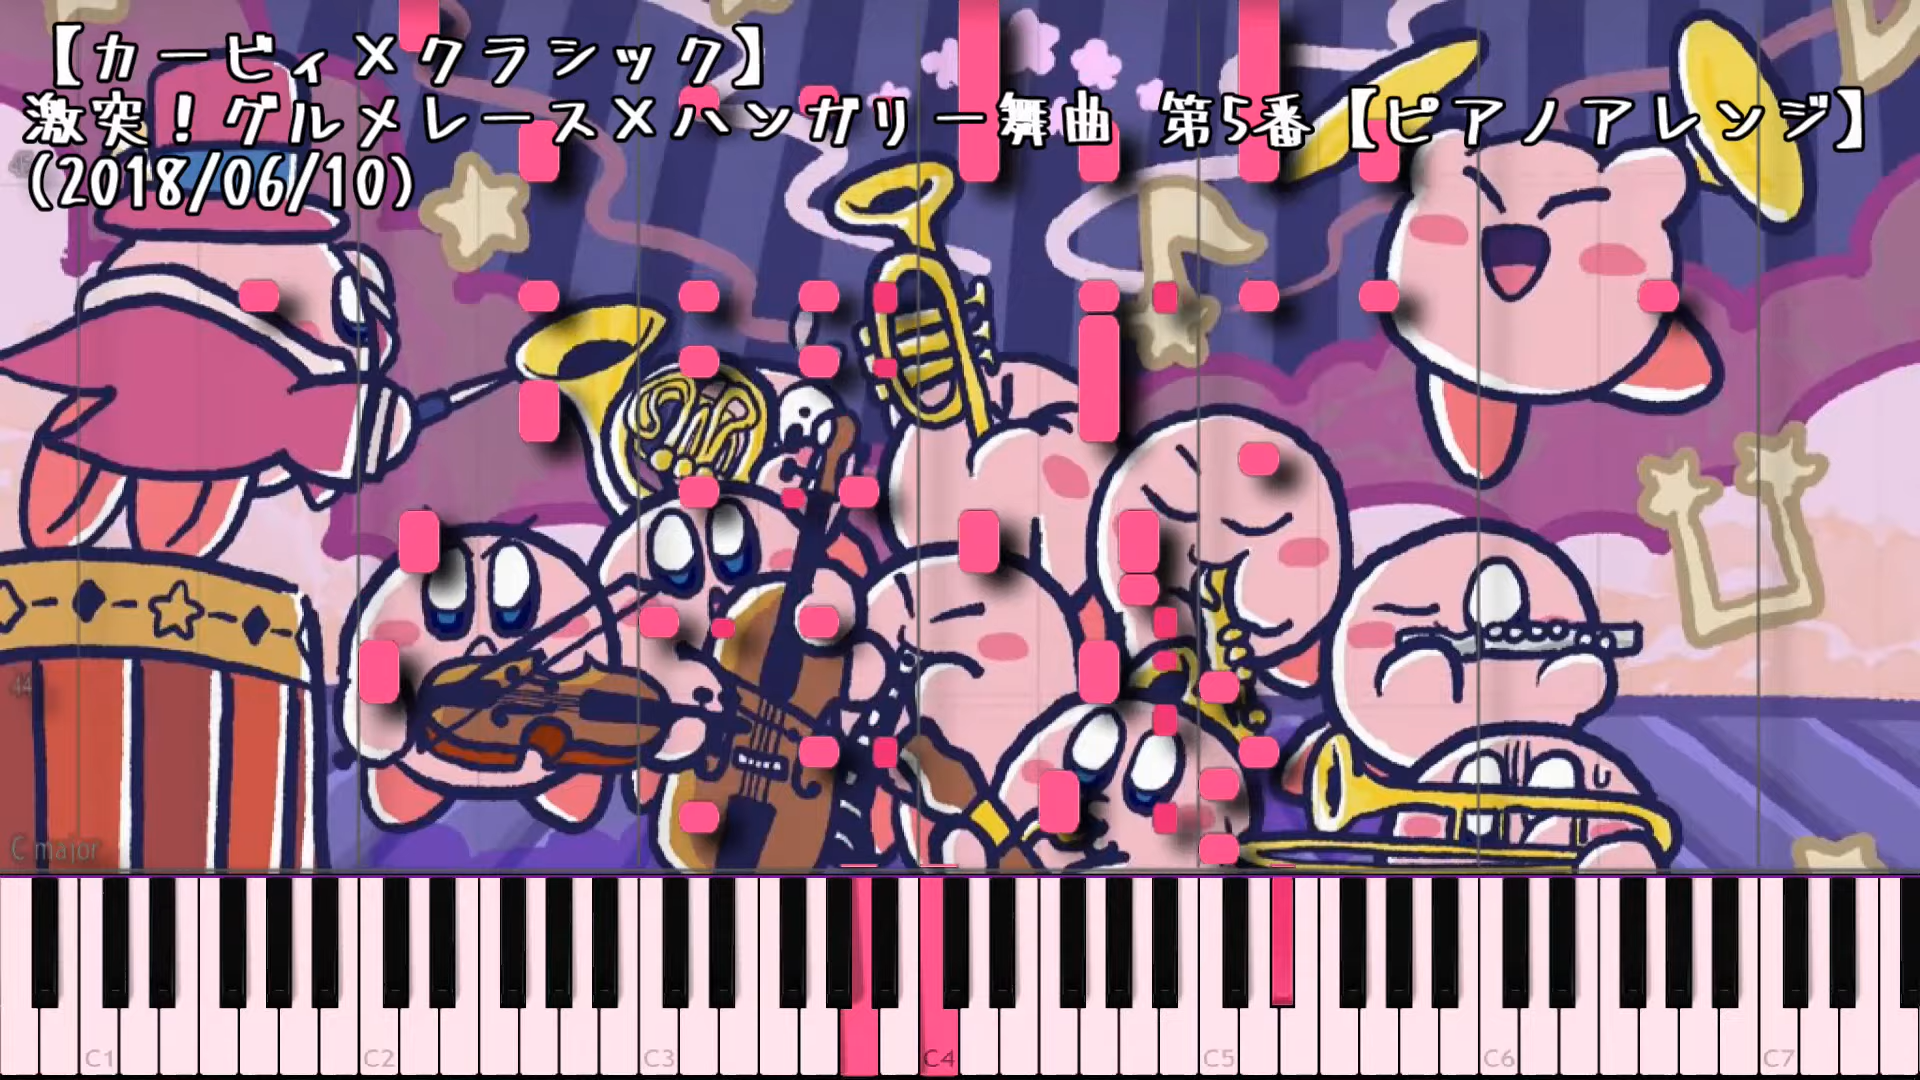 【カービィ×クラシック】
激突!グルメレース×ハンガリー舞曲 第5番【ピアノアレンジ】
(2018/06/10)
45
44
C major
C1 C2 C3 C4 C5 C6 C7